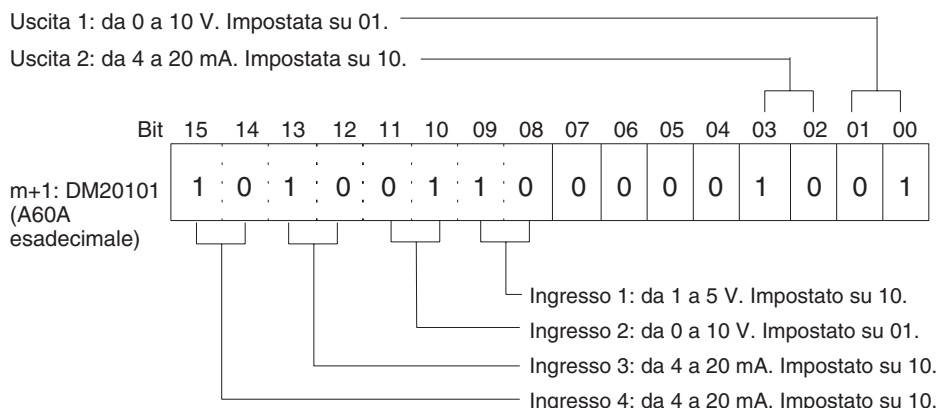 Uscita 1: da 0 a 10 V. Impostata su 01.
Uscita 2: da 4 a 20 mA. Impostata su 10.
Bit 15 14 13 12 11 10 09 08 07 06 05 04 03 02 01 00
m+1: DM20101
(A60A
esadecimale)
1 0 1 0 0 1 1 0 0 0 0 0 1 0 0 1
Ingresso 1: da 1 a 5 V. Impostato su 10.
Ingresso 2: da 0 a 10 V. Impostato su 01.
Ingresso 3: da 4 a 20 mA. Impostato su 10.
Ingresso 4: da 4 a 20 mA. Impostato su 10.